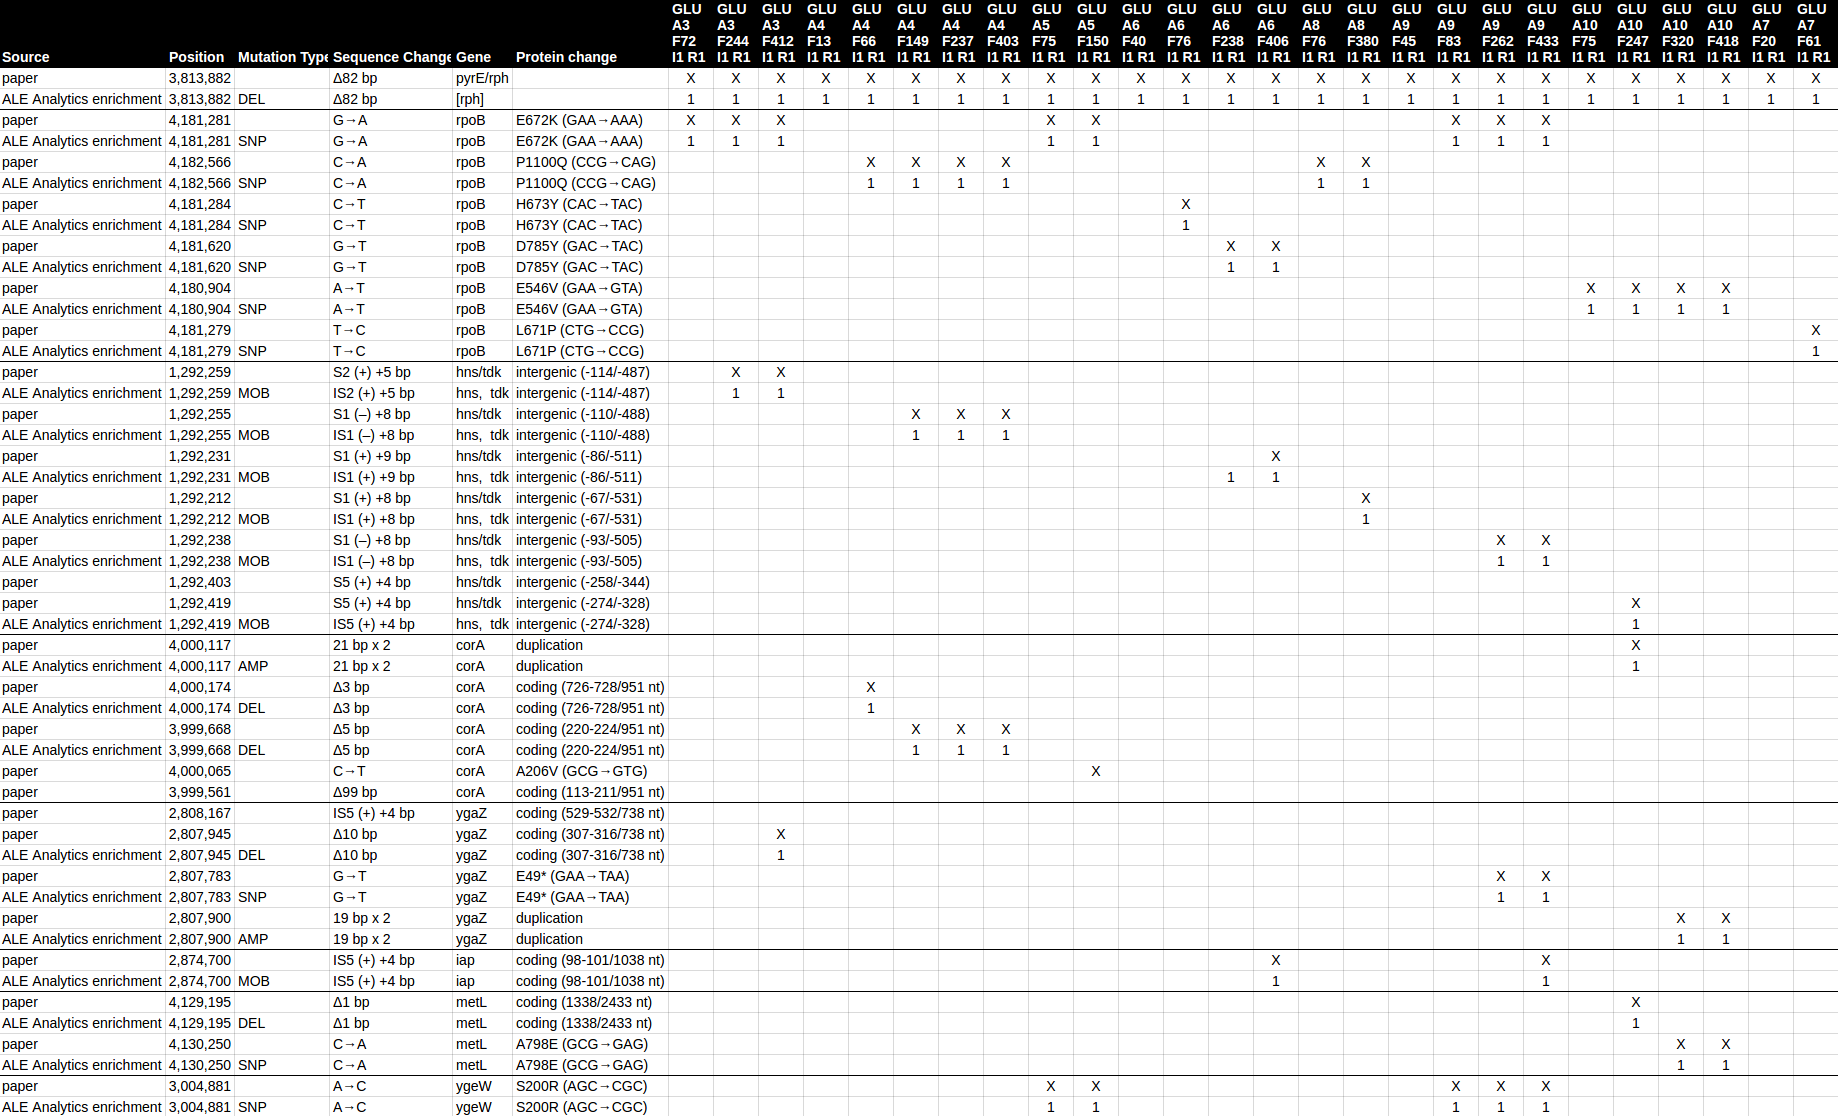 GLU GLU GLU GLU GLU GLU GLU GLU GLU GLU GLU GLU GLU GLU GLU GLU GLU GLU GLU GLU GLU GLU GLU GLU GLU GLU
A3 A3 A3 A4 A4 A4 A4 A4 A5 A5 A6 A6 A6 A6 A8 A8 A9 A9 A9 A9 A10 A10 A10 A10 A7 A7
F72 F244 F412 F13 F66 F149 F237 F403 F75 F150 F40 F76 F238 F406 F76 F380 F45 F83 F262 F433 F75 F247 F320 F418 F20 F61
Source Position Mutation Type Sequence Change Gene Protein change I1 R1 I1 R1 I1 R1 I1 R1 I1 R1 I1 R1 I1 R1 I1 R1 I1 R1 I1 R1 I1 R1 I1 R1 I1 R1 I1 R1 I1 R1 I1 R1 I1 R1 I1 R1 I1 R1 I1 R1 I1 R1 I1 R1 I1 R1 I1 R1 I1 R1 I1 R1
paper 3,813,882 Δ82 bp pyrE/rph X X X X X X X X X X X X X X X X X X X X X X X X X X
ALE Analytics enrichment 3,813,882 DEL Δ82 bp [rph] 1 1 1 1 1 1 1 1 1 1 1 1 1 1 1 1 1 1 1 1 1 1 1 1 1 1
paper 4,181,281 G→A rpoB E672K (GAA→AAA) X X X X X X X X
ALE Analytics enrichment 4,181,281 SNP G→A rpoB E672K (GAA→AAA) 1 1 1 1 1 1 1 1
paper 4,182,566 C→A rpoB P1100Q (CCG→CAG) X X X X X X
ALE Analytics enrichment 4,182,566 SNP C→A rpoB P1100Q (CCG→CAG) 1 1 1 1 1 1
paper 4,181,284 C→T rpoB H673Y (CAC→TAC) X
ALE Analytics enrichment 4,181,284 SNP C→T rpoB H673Y (CAC→TAC) 1
paper 4,181,620 G→T rpoB D785Y (GAC→TAC) X X
ALE Analytics enrichment 4,181,620 SNP G→T rpoB D785Y (GAC→TAC) 1 1
paper 4,180,904 A→T rpoB E546V (GAA→GTA) X X X X
ALE Analytics enrichment 4,180,904 SNP A→T rpoB E546V (GAA→GTA) 1 1 1 1
paper 4,181,279 T→C rpoB L671P (CTG→CCG) X
ALE Analytics enrichment 4,181,279 SNP T→C rpoB L671P (CTG→CCG) 1
paper 1,292,259 S2 (+) +5 bp hns/tdk intergenic (-114/-487) X X
ALE Analytics enrichment 1,292,259 MOB IS2 (+) +5 bp hns, tdk intergenic (-114/-487) 1 1
paper 1,292,255 S1 (–) +8 bp hns/tdk intergenic (-110/-488) X X X
ALE Analytics enrichment 1,292,255 MOB IS1 (–) +8 bp hns, tdk intergenic (-110/-488) 1 1 1
paper 1,292,231 S1 (+) +9 bp hns/tdk intergenic (-86/-511) X
ALE Analytics enrichment 1,292,231 MOB IS1 (+) +9 bp hns, tdk intergenic (-86/-511) 1 1
paper 1,292,212 S1 (+) +8 bp hns/tdk intergenic (-67/-531) X
ALE Analytics enrichment 1,292,212 MOB IS1 (+) +8 bp hns, tdk intergenic (-67/-531) 1
paper 1,292,238 S1 (–) +8 bp hns/tdk intergenic (-93/-505) X X
ALE Analytics enrichment 1,292,238 MOB IS1 (–) +8 bp hns, tdk intergenic (-93/-505) 1 1
paper 1,292,403 S5 (+) +4 bp hns/tdk intergenic (-258/-344)
paper 1,292,419 S5 (+) +4 bp hns/tdk intergenic (-274/-328) X
ALE Analytics enrichment 1,292,419 MOB IS5 (+) +4 bp hns, tdk intergenic (-274/-328) 1
paper 4,000,117 21 bp x 2 corA duplication X
ALE Analytics enrichment 4,000,117 AMP 21 bp x 2 corA duplication 1
paper 4,000,174 Δ3 bp corA coding (726-728/951 nt) X
ALE Analytics enrichment 4,000,174 DEL Δ3 bp corA coding (726-728/951 nt) 1
paper 3,999,668 Δ5 bp corA coding (220-224/951 nt) X X X
ALE Analytics enrichment 3,999,668 DEL Δ5 bp corA coding (220-224/951 nt) 1 1 1
paper 4,000,065 C→T corA A206V (GCG→GTG) X
paper 3,999,561 Δ99 bp corA coding (113-211/951 nt)
paper 2,808,167 IS5 (+) +4 bp ygaZ coding (529-532/738 nt)
paper 2,807,945 Δ10 bp ygaZ coding (307-316/738 nt) X
ALE Analytics enrichment 2,807,945 DEL Δ10 bp ygaZ coding (307-316/738 nt) 1
paper 2,807,783 G→T ygaZ E49* (GAA→TAA) X X
ALE Analytics enrichment 2,807,783 SNP G→T ygaZ E49* (GAA→TAA) 1 1
paper 2,807,900 19 bp x 2 ygaZ duplication X X
ALE Analytics enrichment 2,807,900 AMP 19 bp x 2 ygaZ duplication 1 1
paper 2,874,700 IS5 (+) +4 bp iap coding (98-101/1038 nt) X X
ALE Analytics enrichment 2,874,700 MOB IS5 (+) +4 bp iap coding (98-101/1038 nt) 1 1
paper 4,129,195 Δ1 bp metL coding (1338/2433 nt) X
ALE Analytics enrichment 4,129,195 DEL Δ1 bp metL coding (1338/2433 nt) 1
paper 4,130,250 C→A metL A798E (GCG→GAG) X X
ALE Analytics enrichment 4,130,250 SNP C→A metL A798E (GCG→GAG) 1 1
paper 3,004,881 A→C ygeW S200R (AGC→CGC) X X X X X
ALE Analytics enrichment 3,004,881 SNP A→C ygeW S200R (AGC→CGC) 1 1 1 1 1